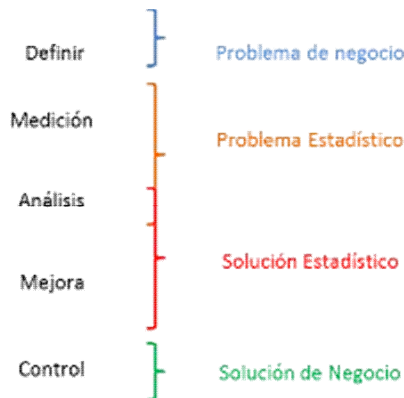 Definir
Problema de negocio
Medición
Problema Estadístico
Análisis
Solución Estadístico
Mejora
Control
Solución de Negocio